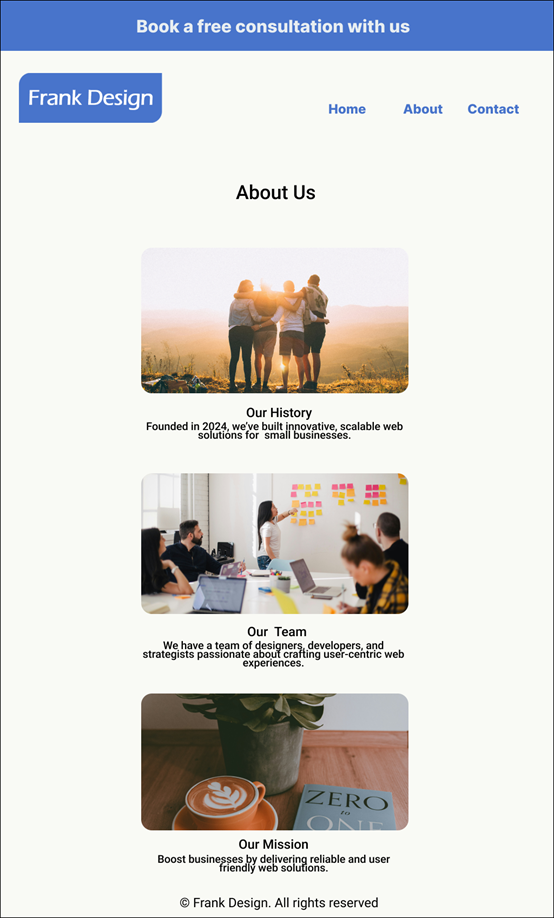 Book a free consultation with us
Frank Design
Home About Contact
About Us
Our History
Founded in 2024, we've built innovative, scalable web
solutions for  small businesses.
Our  Team
We have a team of designers, developers, and
strategists passionate about crafting user-centric web
experiences.
ZERO
to
ONE
Our Mission
Boost businesses by delivering reliable and user
friendly web solutions.
© Frank Design. All rights reserved